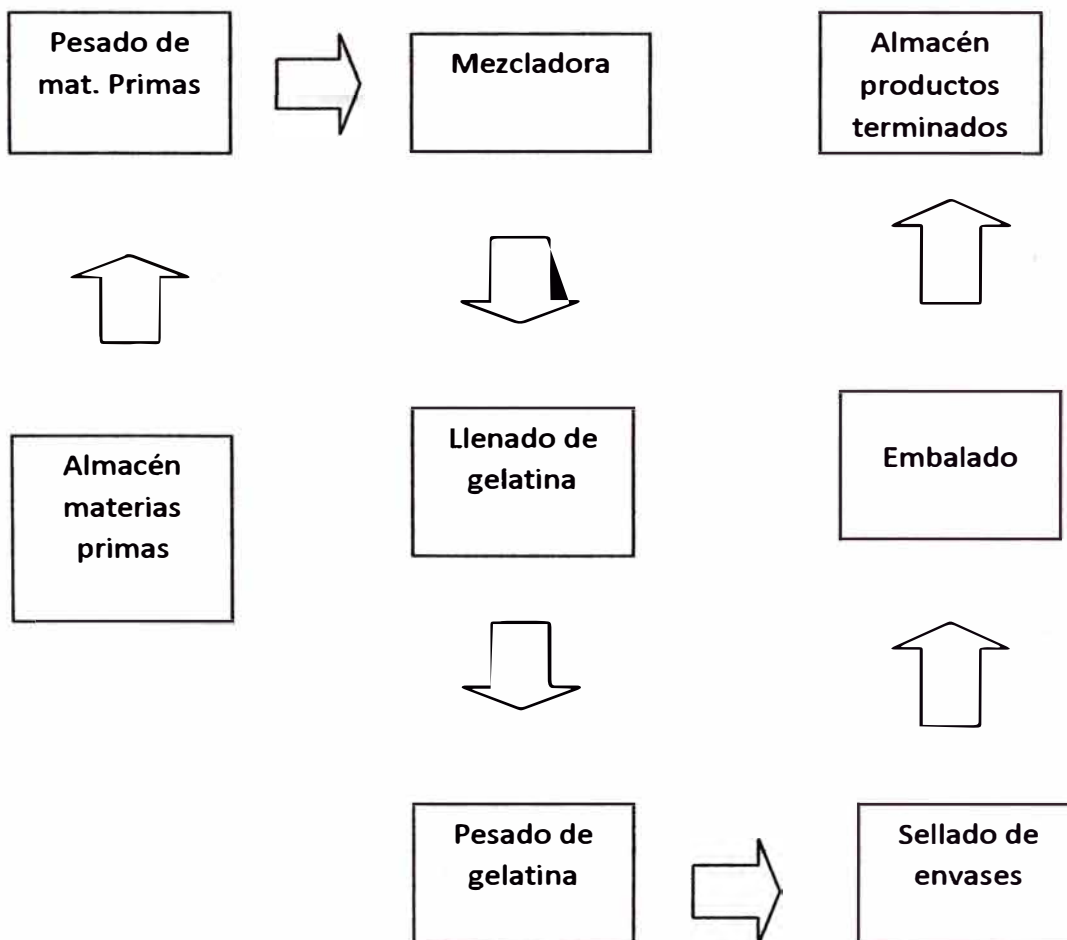 Pesado de
mat. Primas
Mezcladora
Almacén
productos
terminados
Almacén
materias
primas
Llenado de
gelatina
Embalado
Pesado de
gelatina
Sellado de
envases